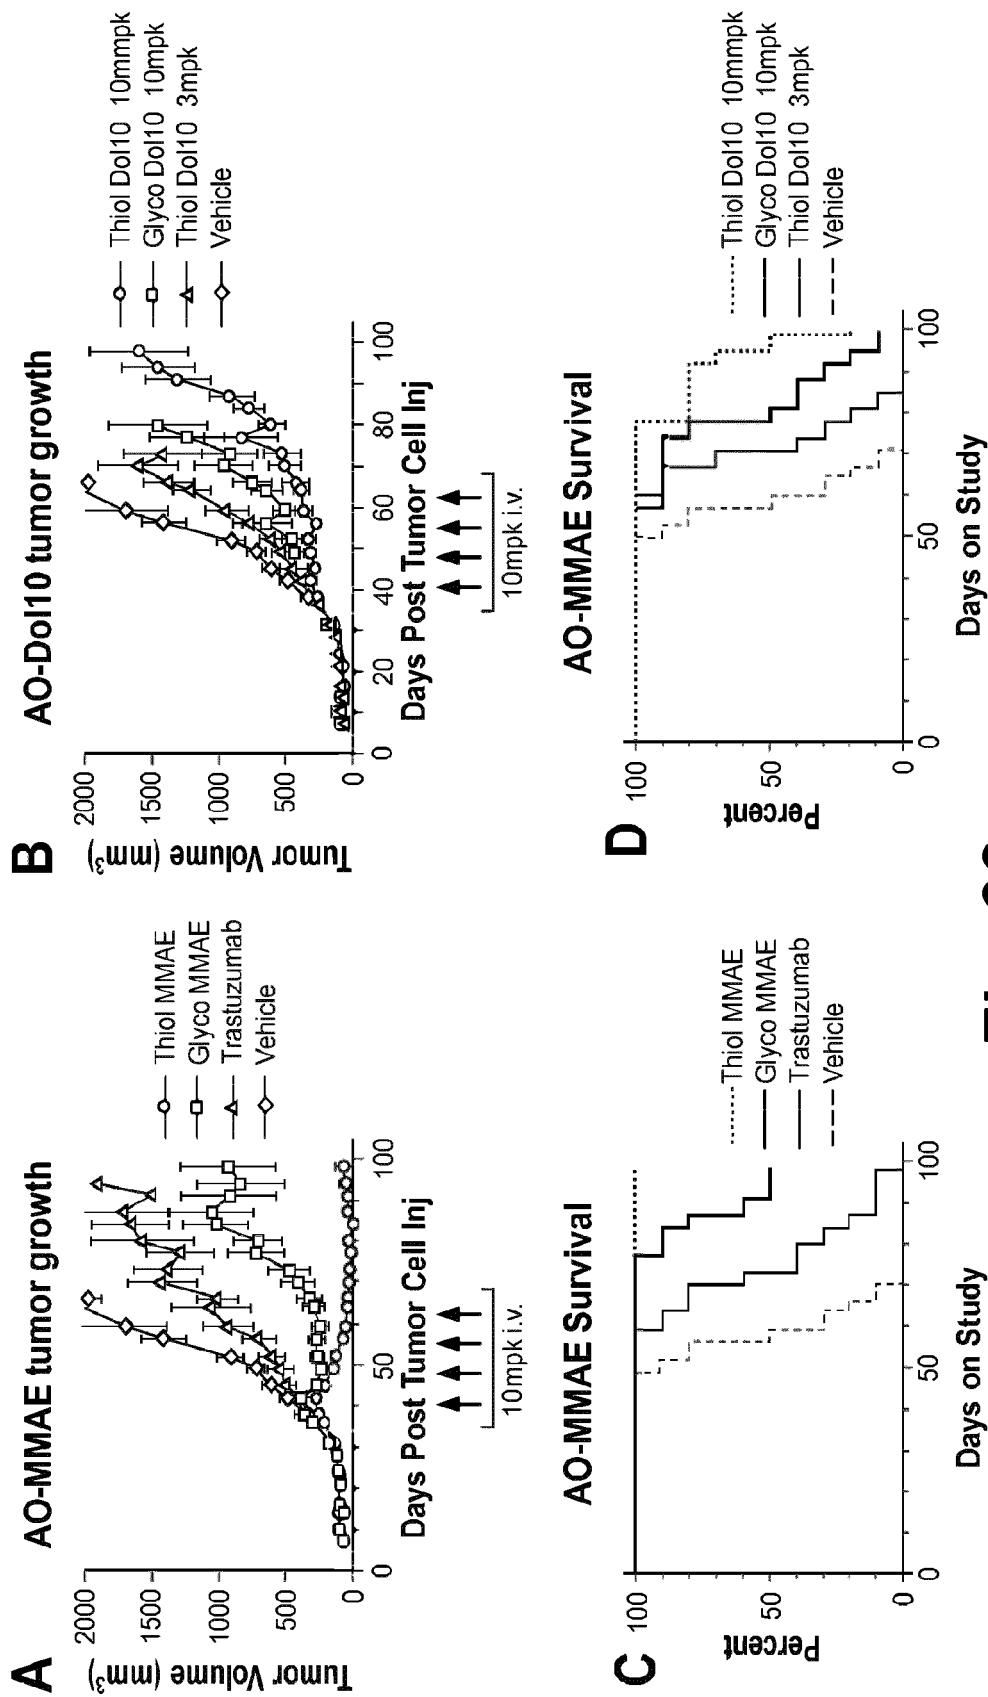 A
AO-MMAE tumor growth
Tumor Volume (mm³)
2000
1500
1000
500
0
0
50
100
Days Post Tumor Cell Inj
10mpk i.v.
Thiol MMAE
Glyco MMAE
Trastuzumab
Vehicle
B
AO-Dol10 tumor growth
Tumor Volume (mm³)
2000
1500
1000
500
0
0
20
40
60
80
100
Days Post Tumor Cell Inj
10mpk i.v.
Thiol Dol10 10mmpk
Glyco Dol10 10mpk
Thiol Dol10 3mpk
Vehicle
C
AO-MMAE Survival
Percent
100
50
0
0
50
100
Days on Study
Thiol MMAE
Glyco MMAE
Trastuzumab
Vehicle
D
AO-MMAE Survival
Percent
100
50
0
0
50
100
Days on Study
Thiol Dol10 10mmpk
Glyco Dol10 10mpk
Thiol Dol10 3mpk
Vehicle